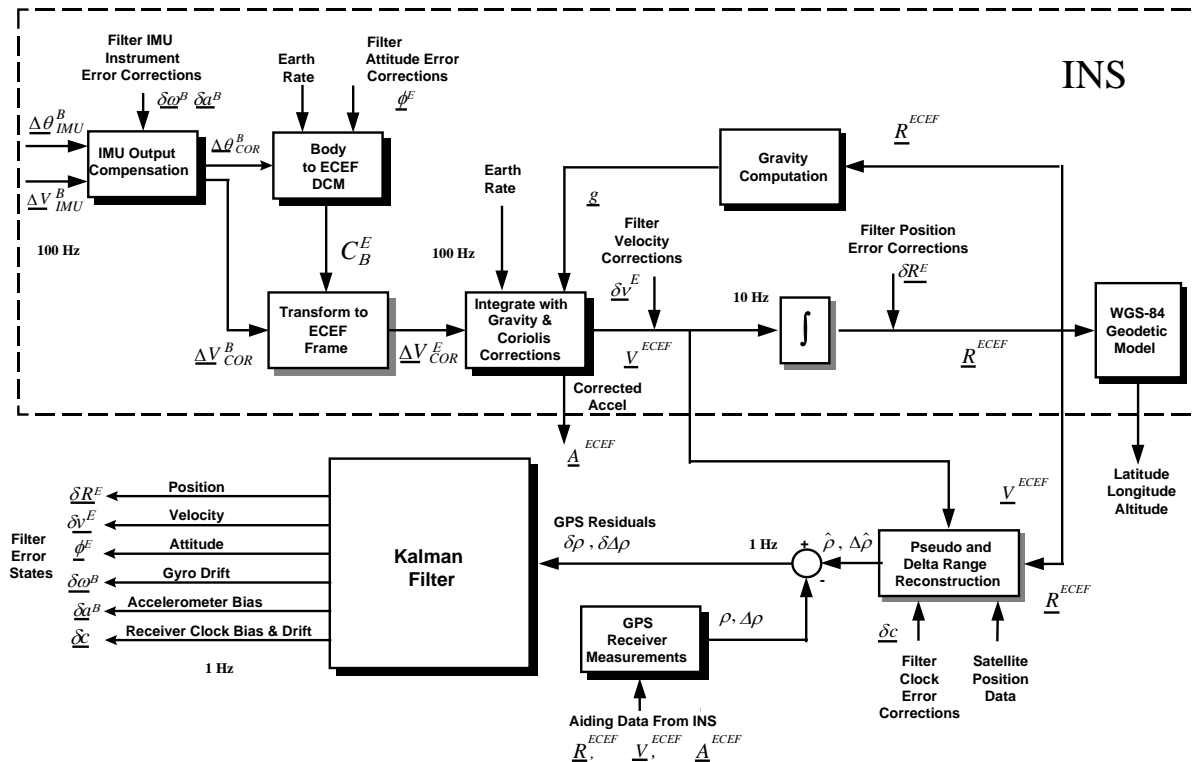 INS
Filter IMU
Instrument
Error Corrections
δω^B δa^B
Earth
Rate
Filter
Attitude Error
Corrections
ϕ^E
Δθ^B_IMU
ΔV^B_IMU
100 Hz
IMU Output
Compensation
Δθ^B_COR
Body
to ECEF
DCM
C^E_B
ΔV^B_COR
Transform to
ECEF
Frame
ΔV^E_COR
Earth
Rate
100 Hz
Integrate with
Gravity &
Coriolis
Corrections
g
Gravity
Computation
R^ECEF
Filter
Velocity
Corrections
δv^E
V^ECEF
Corrected
Accel
A^ECEF
10 Hz
∫
Filter Position
Error Corrections
δR^E
R^ECEF
WGS-84
Geodetic
Model
Latitude
Longitude
Altitude
V^ECEF
R^ECEF
Pseudo and
Delta Range
Reconstruction
δc
Filter
Clock
Error
Corrections
Satellite
Position
Data
ρ̂, Δρ̂
1 Hz
+
-
GPS Residuals
δρ, δΔρ
ρ, Δρ
GPS
Receiver
Measurements
Aiding Data From INS
R^ECEF, V^ECEF, A^ECEF
Kalman
Filter
Filter
Error
States
δR^E Position
δv^E Velocity
ϕ^E Attitude
δω^B Gyro Drift
δa^B Accelerometer Bias
δc Receiver Clock Bias & Drift
1 Hz